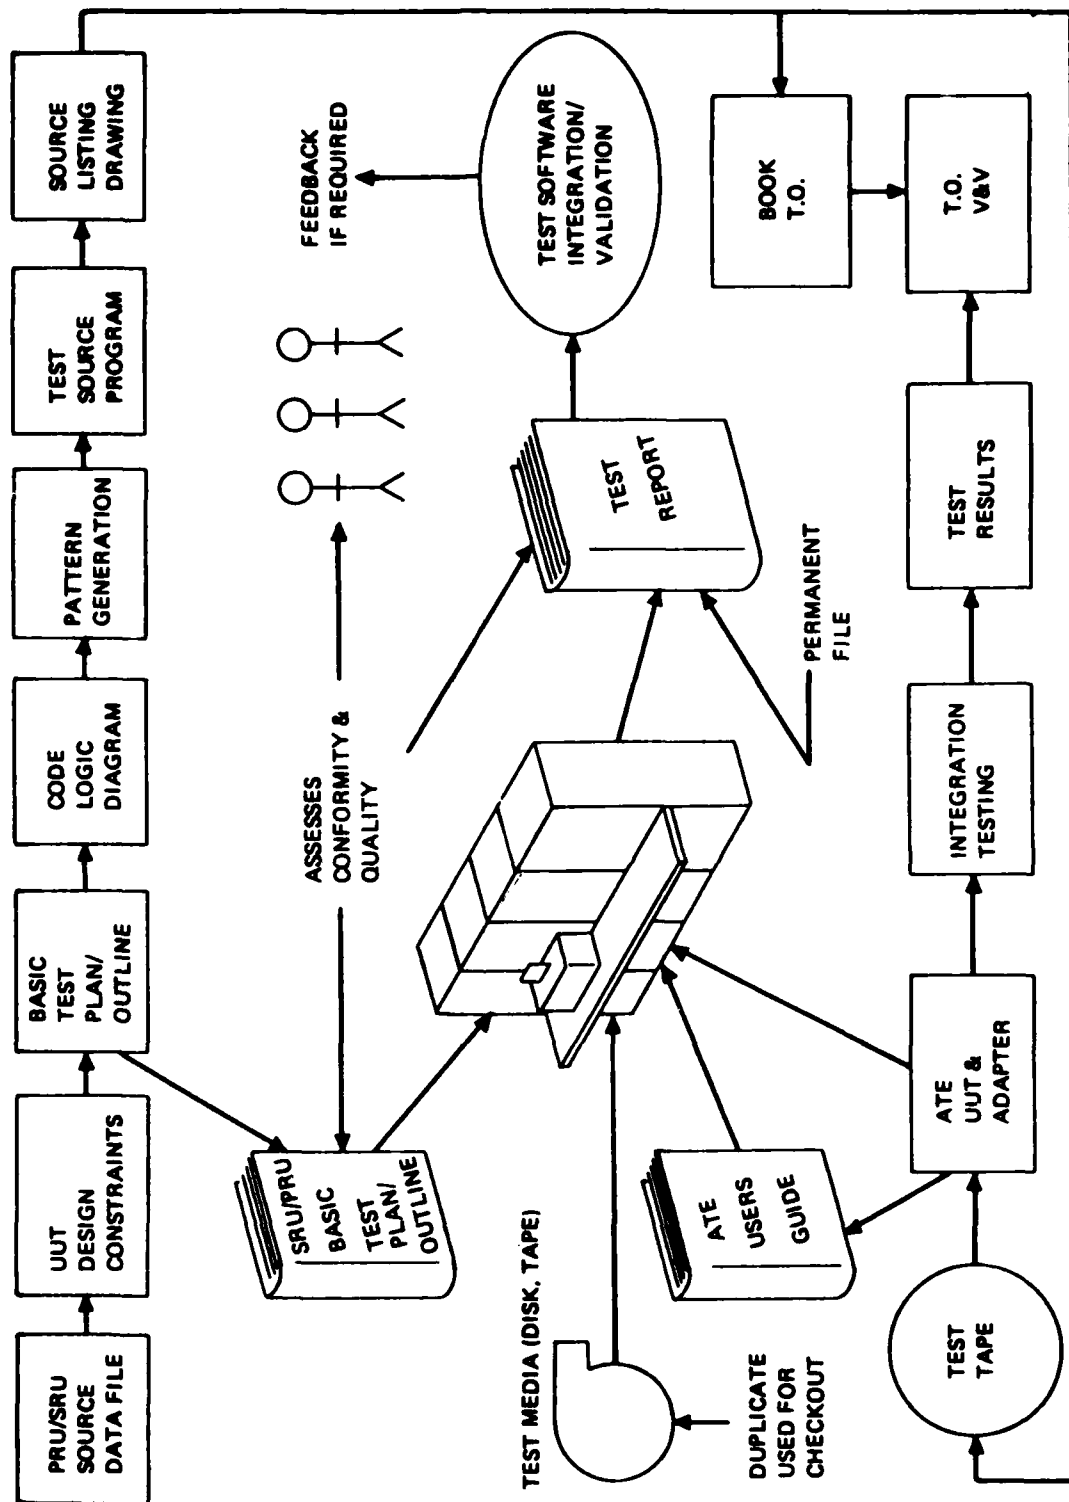 PRU/SRU
SOURCE
DATA FILE
UUT
DESIGN
CONSTRAINTS
BASIC
TEST
PLAN/
OUTLINE
CODE
LOGIC
DIAGRAM
PATTERN
GENERATION
TEST
SOURCE
PROGRAM
SOURCE
LISTING
DRAWING
SRU/PRU
BASIC
TEST
PLAN/
OUTLINE
ASSESSES
CONFORMITY &
QUALITY
FEEDBACK
IF REQUIRED
TEST MEDIA (DISK, TAPE)
DUPLICATE
USED FOR
CHECKOUT
TEST
REPORT
TEST SOFTWARE
INTEGRATION/
VALIDATION
ATE
USERS
GUIDE
PERMANENT
FILE
BOOK
T.O.
TEST
TAPE
ATE
UUT &
ADAPTER
INTEGRATION
TESTING
TEST
RESULTS
T.O.
V&V